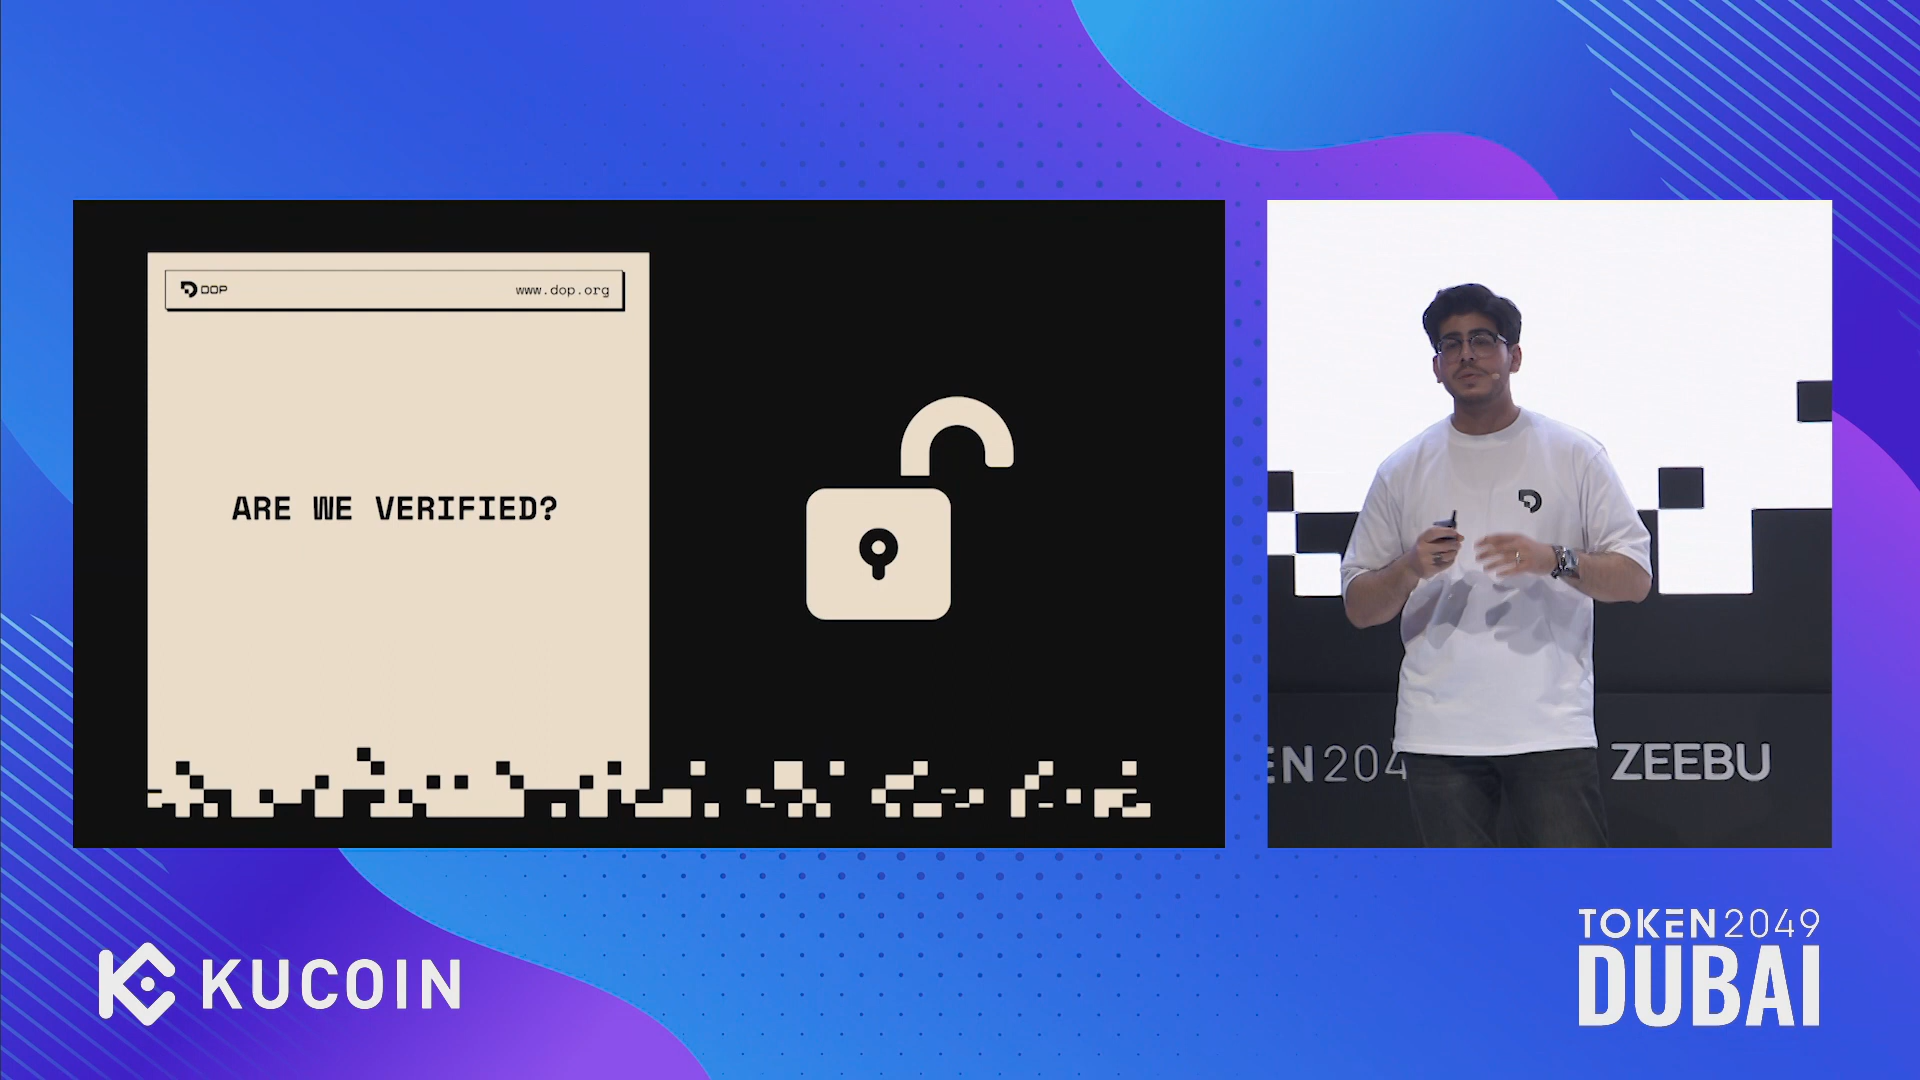 DOP
www.dop.org
ARE WE VERIFIED?
EN204
ZEEBU
KUCOIN
TOKEN2049
DUBAI